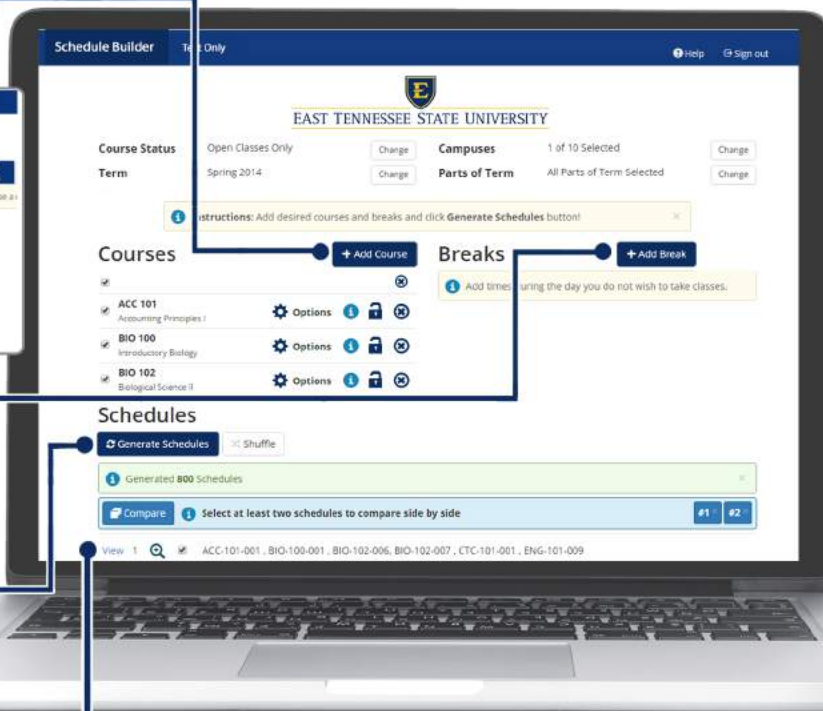 Schedule Builder
Help Sign out
EAST TENNESSEE STATE UNIVERSITY
Course Status Open Classes Only Change Campuses 1 of 10 Selected Change
Term Spring 2014 Change Parts of Term All Parts of Term Selected Change
Add desired courses and breaks and click Generate Schedules button!
Courses + Add Course Breaks + Add Break
Add times during the day you do not wish to take classes.
ACC 101
Accounting Principles I
Options
BIO 100
Introductory Biology
Options
BIO 102
Biological Science II
Options
Schedules
Generate Schedules Shuffle
Generated 800 Schedules
Compare Select at least two schedules to compare side by side #1 #2
View 1 ACC-101-001 , BIO-100-001 , BIO-102-006, BIO-102-007 , CTC-101-001 , ENG-101-009